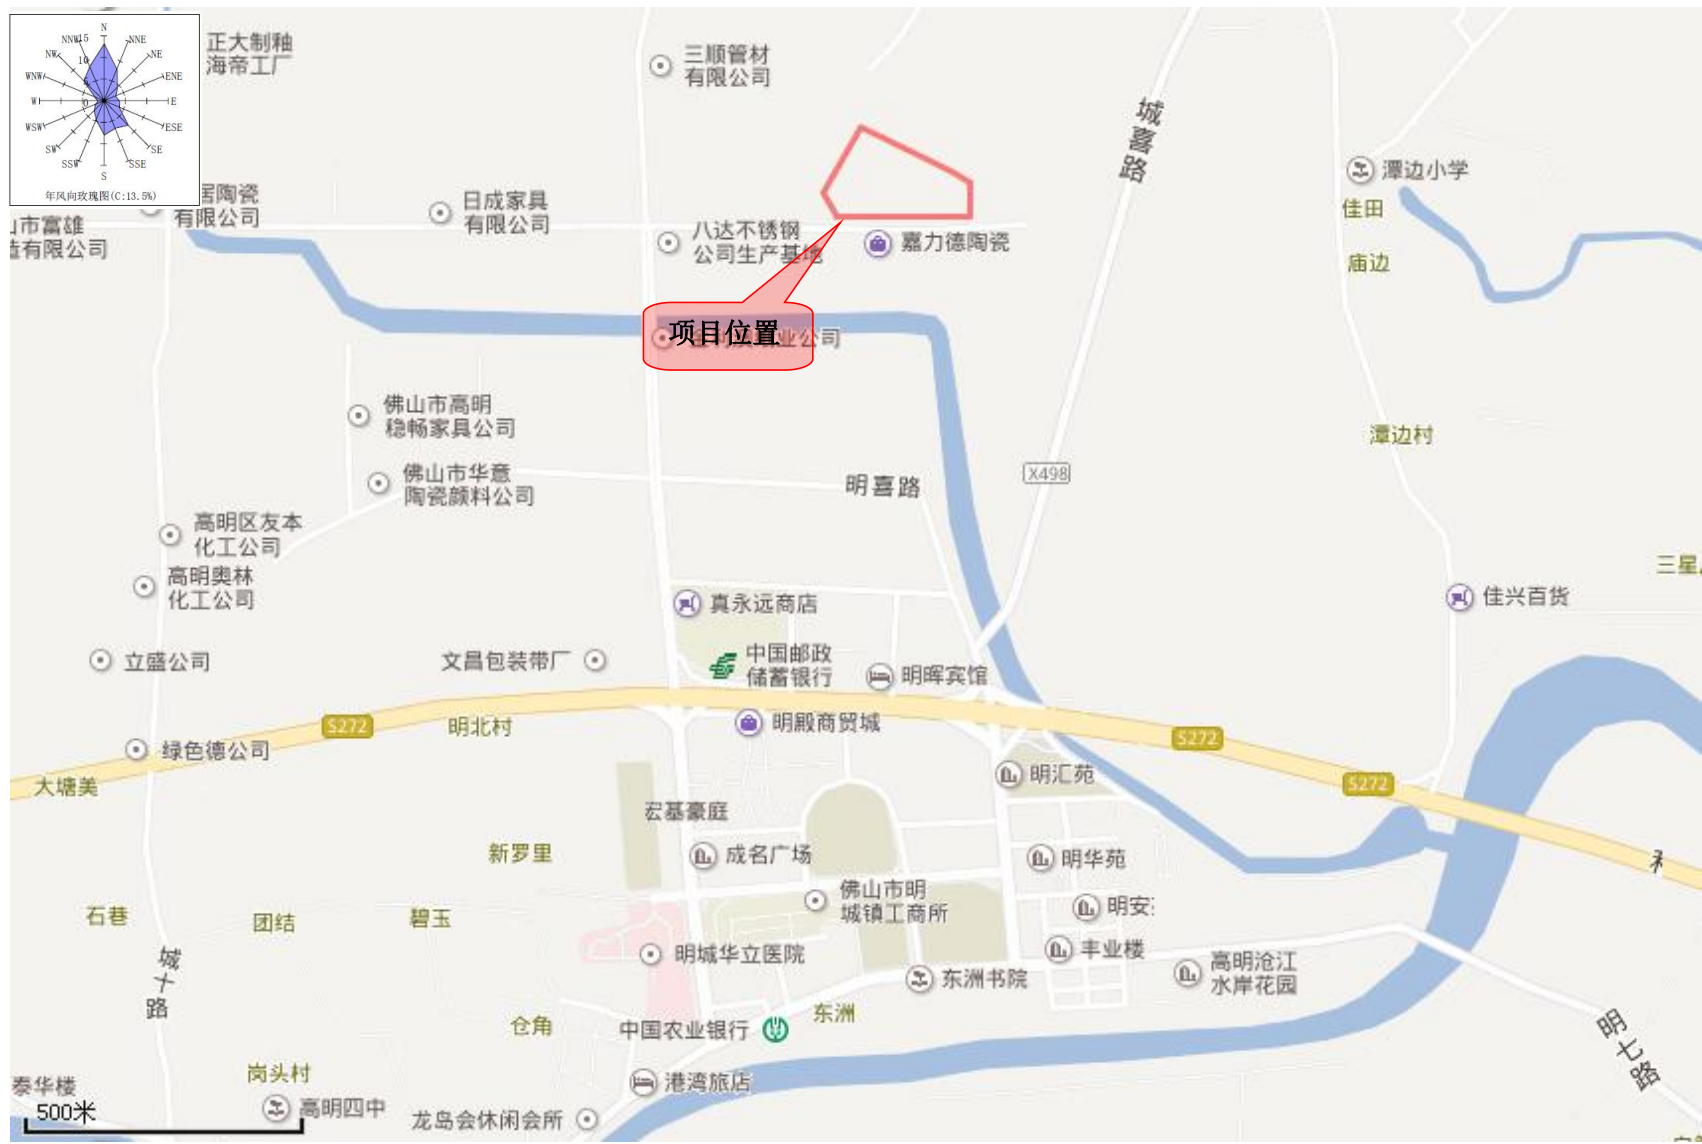 N
NNW
15
NNE
NW
10
NE
WNW
ENE
W
0
E
WSW
ESE
SW
SE
SSW
SSE
S
年风向玫瑰图(C:13.5%)
正大制釉
海帝工厂
三顺管材
有限公司
城喜路
潭边小学
佳田
庙边
居陶瓷
有限公司
山市富雄
造有限公司
日成家具
有限公司
八达不锈钢
公司生产基地
嘉力德陶瓷
项目位置
业公司
佛山市高明
稳畅家具公司
潭边村
佛山市华意
陶瓷颜料公司
明喜路
X498
高明区友本
化工公司
高明奥林
化工公司
三星
真永远商店
佳兴百货
立盛公司
文昌包装带厂
中国邮政
储蓄银行
明晖宾馆
S272
明北村
明殿商贸城
S272
绿色德公司
大塘美
明汇苑
S272
宏基豪庭
新罗里
成名广场
明华苑
石巷
团结
碧玉
佛山市明
城镇工商所
明安
城十路
明城华立医院
丰业楼
东洲书院
高明沧江
水岸花园
仓角
中国农业银行
东洲
明七路
岗头村
泰华楼
港湾旅店
500米
高明四中
龙岛会休闲会所